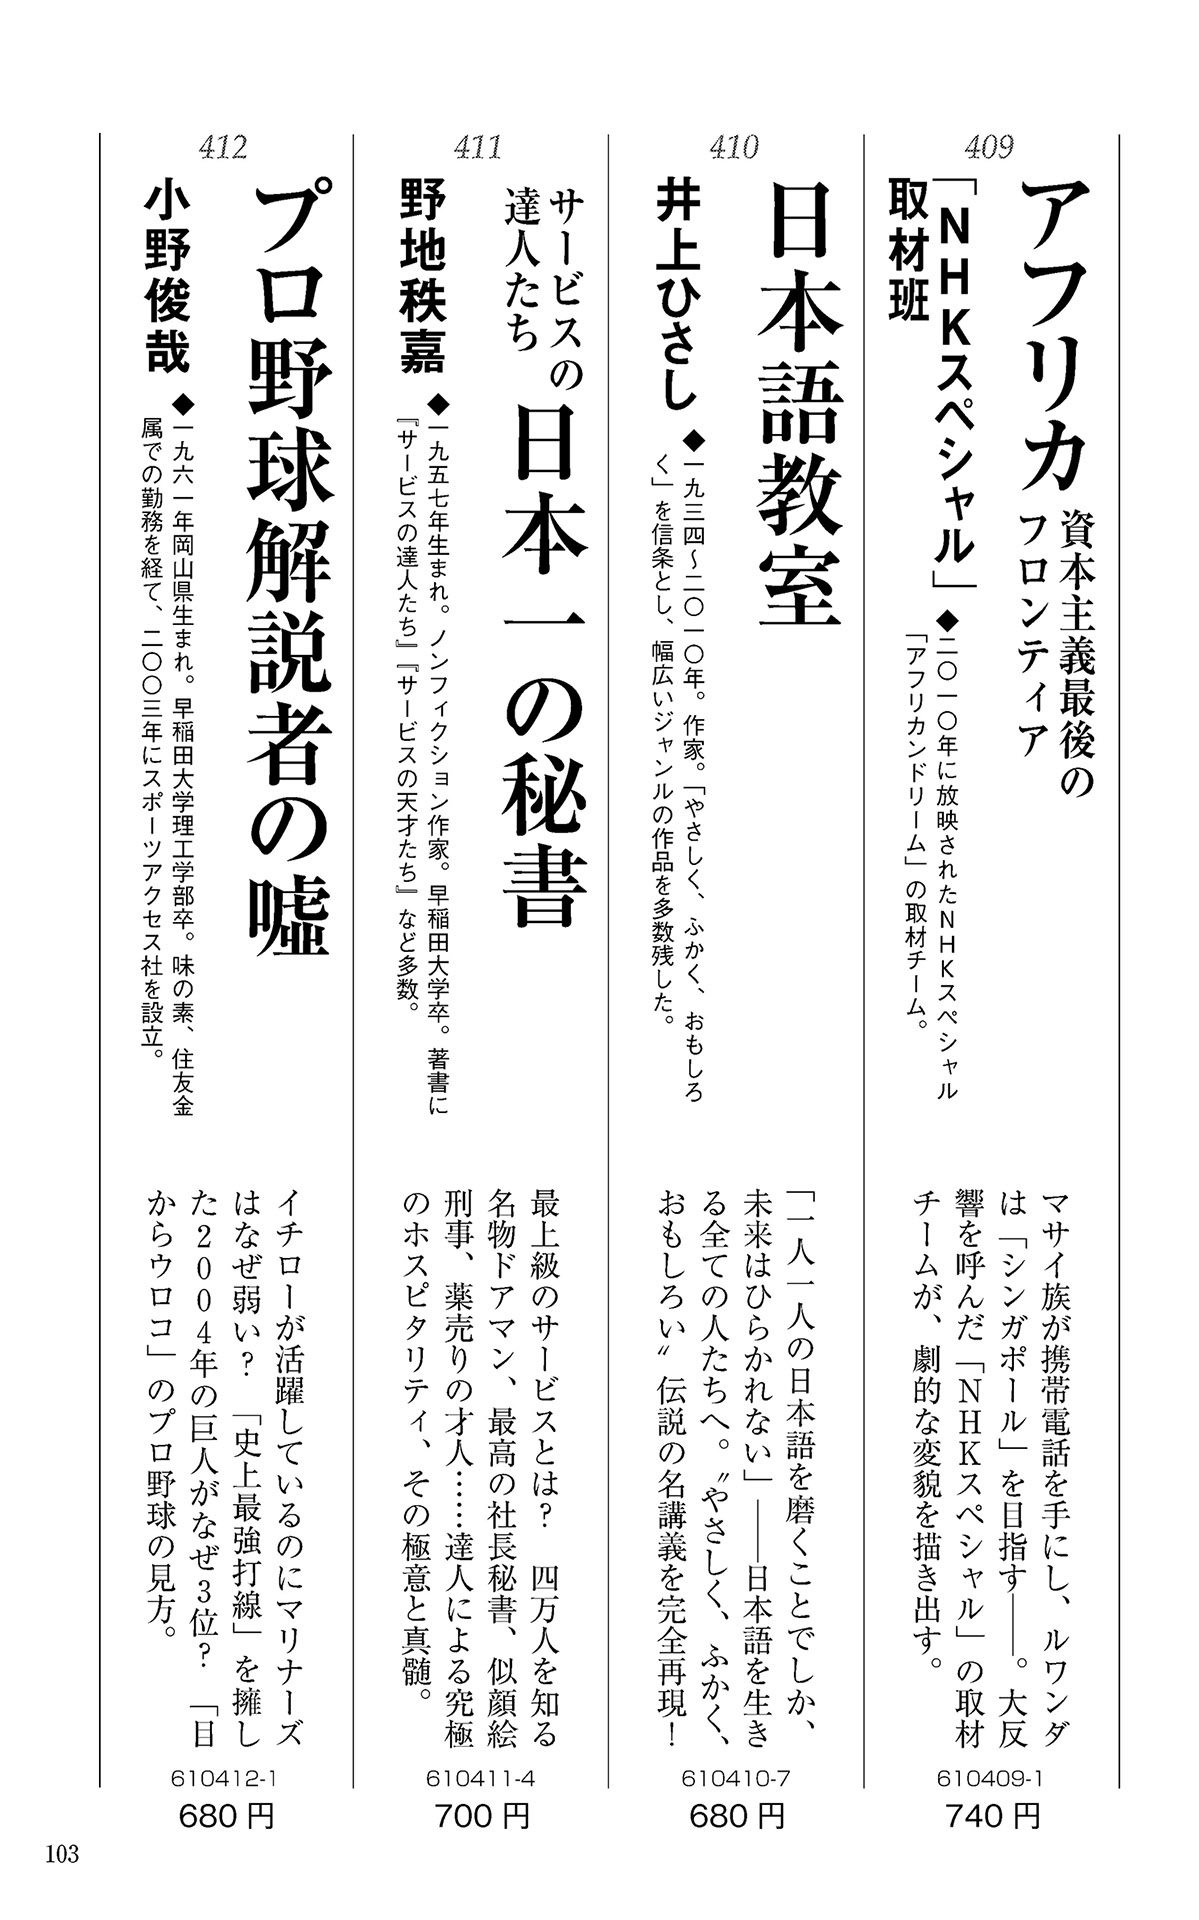 409
アフリカ
資本主義最後の
フロンティア
「NHKスペシャル」
取材班
◆二〇一〇年に放映されたNHKスペシャル
「アフリカンドリーム」の取材チーム。
マサイ族が携帯電話を手にし、ルワンダ
は「シンガポール」を目指す――。大反
響を呼んだ「NHKスペシャル」の取材
チームが、劇的な変貌を描き出す。
610409-1
740円
410
日本語教室
井上ひさし
◆一九三四～二〇一〇年。作家。「やさしく、ふかく、おもしろ
く」を信条とし、幅広いジャンルの作品を多数残した。
「一人一人の日本語を磨くことでしか、
未来はひらかれない」――日本語を生き
る全ての人たちへ。〝やさしく、ふかく、
おもしろい〟伝説の名講義を完全再現！
610410-7
680円
411
サービスの
達人たち
日本一の秘書
野地秩嘉
◆一九五七年生まれ。ノンフィクション作家。早稲田大学卒。著書に
『サービスの達人たち』『サービスの天才たち』など多数。
最上級のサービスとは？　四万人を知る
名物ドアマン、最高の社長秘書、似顔絵
刑事、薬売りの才人……達人による究極
のホスピタリティ、その極意と真髄。
610411-4
700円
412
プロ野球解説者の嘘
小野俊哉
◆一九六一年岡山県生まれ。早稲田大学理工学部卒。味の素、住友金
属での勤務を経て、二〇〇三年にスポーツアクセス社を設立。
イチローが活躍しているのにマリナーズ
はなぜ弱い？　「史上最強打線」を擁し
た2004年の巨人がなぜ3位？　「目
からウロコ」のプロ野球の見方。
610412-1
680円
103